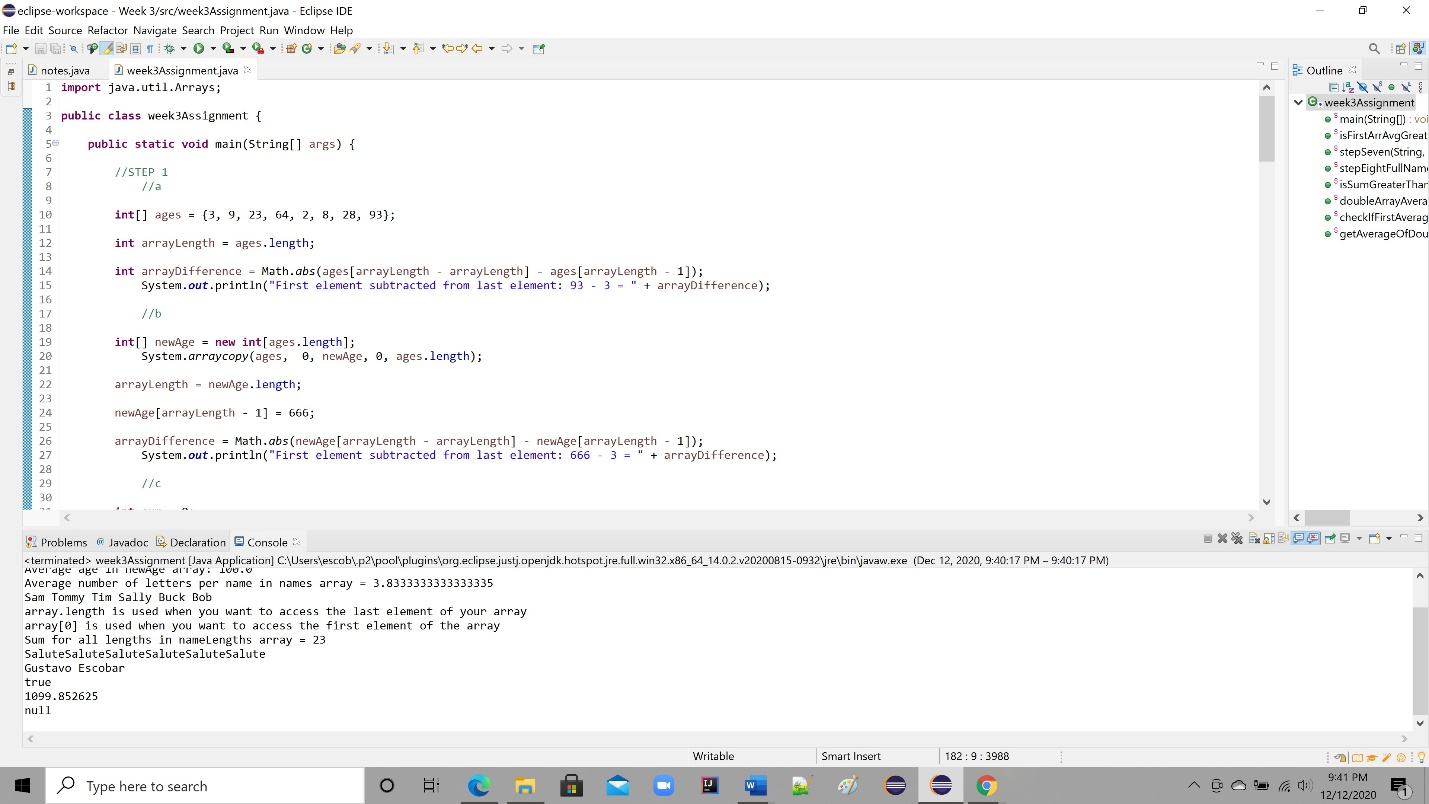 eclipse-workspace - Week 3/src/week3Assignment.java - Eclipse IDE
File Edit Source Refactor Navigate Search Project Run Window Help
notes.java week3Assignment.java
1 import java.util.Arrays;
2
3 public class week3Assignment {
4
5 public static void main(String[] args) {
6
7 //STEP 1
8 //a
9
10 int[] ages = {3, 9, 23, 64, 2, 8, 28, 93};
11
12 int arrayLength = ages.length;
13
14 int arrayDifference = Math.abs(ages[arrayLength - arrayLength] - ages[arrayLength - 1]);
15 System.out.println("First element subtracted from last element: 93 - 3 = " + arrayDifference);
16
17 //b
18
19 int[] newAge = new int[ages.length];
20 System.arraycopy(ages, 0, newAge, 0, ages.length);
21
22 arrayLength = newAge.length;
23
24 newAge[arrayLength - 1] = 666;
25
26 arrayDifference = Math.abs(newAge[arrayLength - arrayLength] - newAge[arrayLength - 1]);
27 System.out.println("First element subtracted from last element: 666 - 3 = " + arrayDifference);
28
29 //c
30
Outline
week3Assignment
main(String[]) : voi
isFirstArrAvgGreat
stepSeven(String,
stepEightFullNam
isSumGreaterThan
doubleArrayAvera
checkIfFirstAverag
getAverageOfDou
Problems Javadoc Declaration Console
<terminated> week3Assignment [Java Application] C:\Users\escob\.p2\pool\plugins\org.eclipse.justj.openjdk.hotspot.jre.full.win32.x86_64_14.0.2.v20200815-0932\jre\bin\javaw.exe (Dec 12, 2020, 9:40:17 PM – 9:40:17 PM)
Average age in newAge array: 100.0
Average number of letters per name in names array = 3.8333333333333335
Sam Tommy Tim Sally Buck Bob
array.length is used when you want to access the last element of your array
array[0] is used when you want to access the first element of the array
Sum for all lengths in nameLengths array = 23
SaluteSaluteSaluteSaluteSaluteSalute
Gustavo Escobar
true
1099.852625
null
Writable Smart Insert 182 : 9 : 3988
Type here to search
9:41 PM
12/12/2020
1